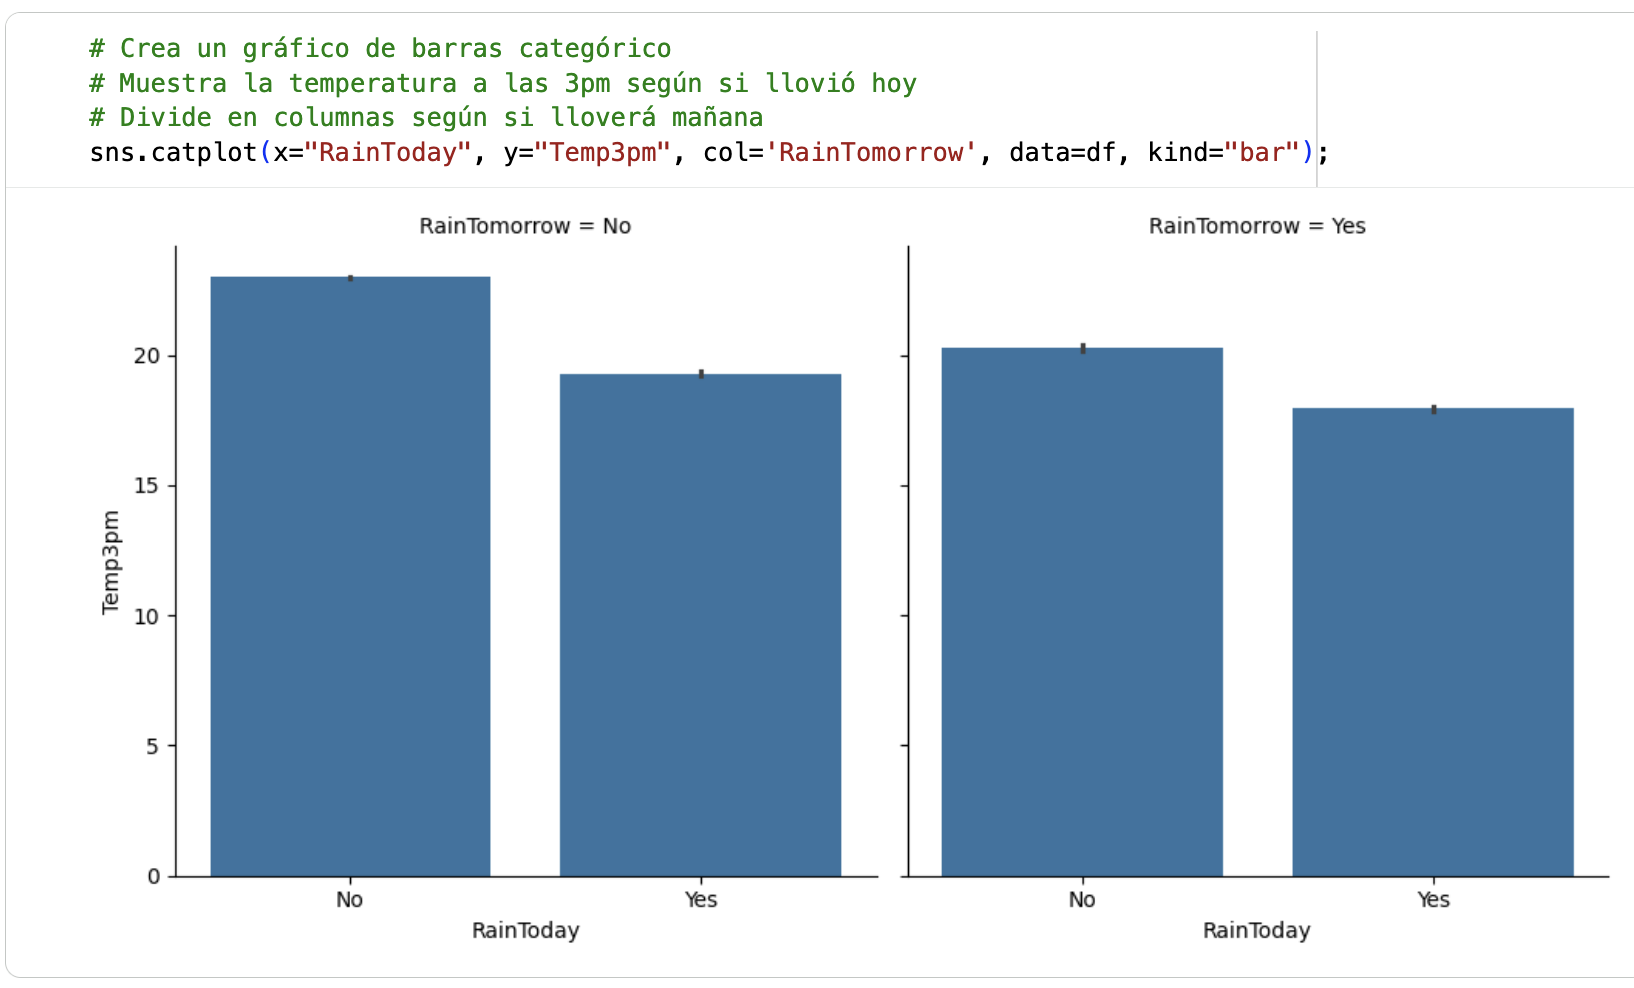 # Crea un gráfico de barras categórico
# Muestra la temperatura a las 3pm según si llovió hoy
# Divide en columnas según si lloverá mañana
sns.catplot(x="RainToday", y="Temp3pm", col='RainTomorrow', data=df, kind="bar");
RainTomorrow = No
RainTomorrow = Yes
20
15
10
5
0
Temp3pm
No
Yes
No
Yes
RainToday
RainToday